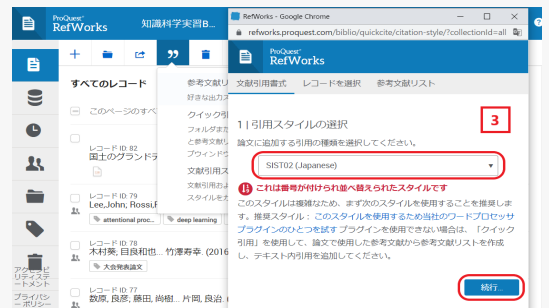 ProQuest
RefWorks
知識科学実習B...
RefWorks - Google Chrome
refworks.proquest.com/biblio/quickcite/citation-style/?collectionId=all
ProQuest
RefWorks
文献引用書式 レコードを選択 参考文献リスト
すべてのレコード
参考文献リ
好きな出力ス
このページのすべ
クイック引
フォルダまた
と参考文献リ
プウィンドウ
文献引用ス
文献引用およ
スタイルをカ
レコード ID: 82
国土のグランドデ
レコード ID: 79
Lee,John; Rossi,F
attentional proc...
deep learning
レコード ID: 78
木村葵, 目良和也... 竹澤寿幸. (2016
大会発表論文
レコード ID: 77
数原, 良彦, 藤田, 尚樹... 片岡, 良治. (
アクセシビ
リティステ
ートメント
プライバシ
ーポリシー
1 | 引用スタイルの選択
3
論文に追加する引用の種類を選択してください。
SIST02 (Japanese)
これは番号が付けられ並べ替えられたスタイルです
このスタイルは複雑なため、まず次のスタイルを使用することを推奨しま
す。推奨スタイル： このスタイルを使用するため当社のワードプロセッサ
プラグインのひとつを試す プラグインを使用できない場合は、「クイック
引用」を使用して、論文で使用した参考文献から参考文献リストを作成
し、テキスト内引用を追加してください。
続行...